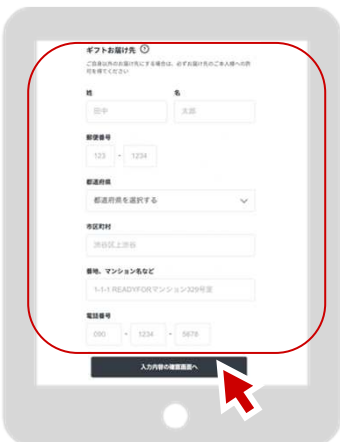 ギフトお届け先 ?
ご自身以外のお届け先にする場合は、必ずお届け先のご本人様への許
可を得てください
姓 名
田中 太郎
郵便番号
123 - 1234
都道府県
都道府県を選択する
市区町村
渋谷区上渋谷
番地、マンション名など
1-1-1 READYFORマンション329号室
電話番号
090 - 1234 - 5678
入力内容の確認画面へ